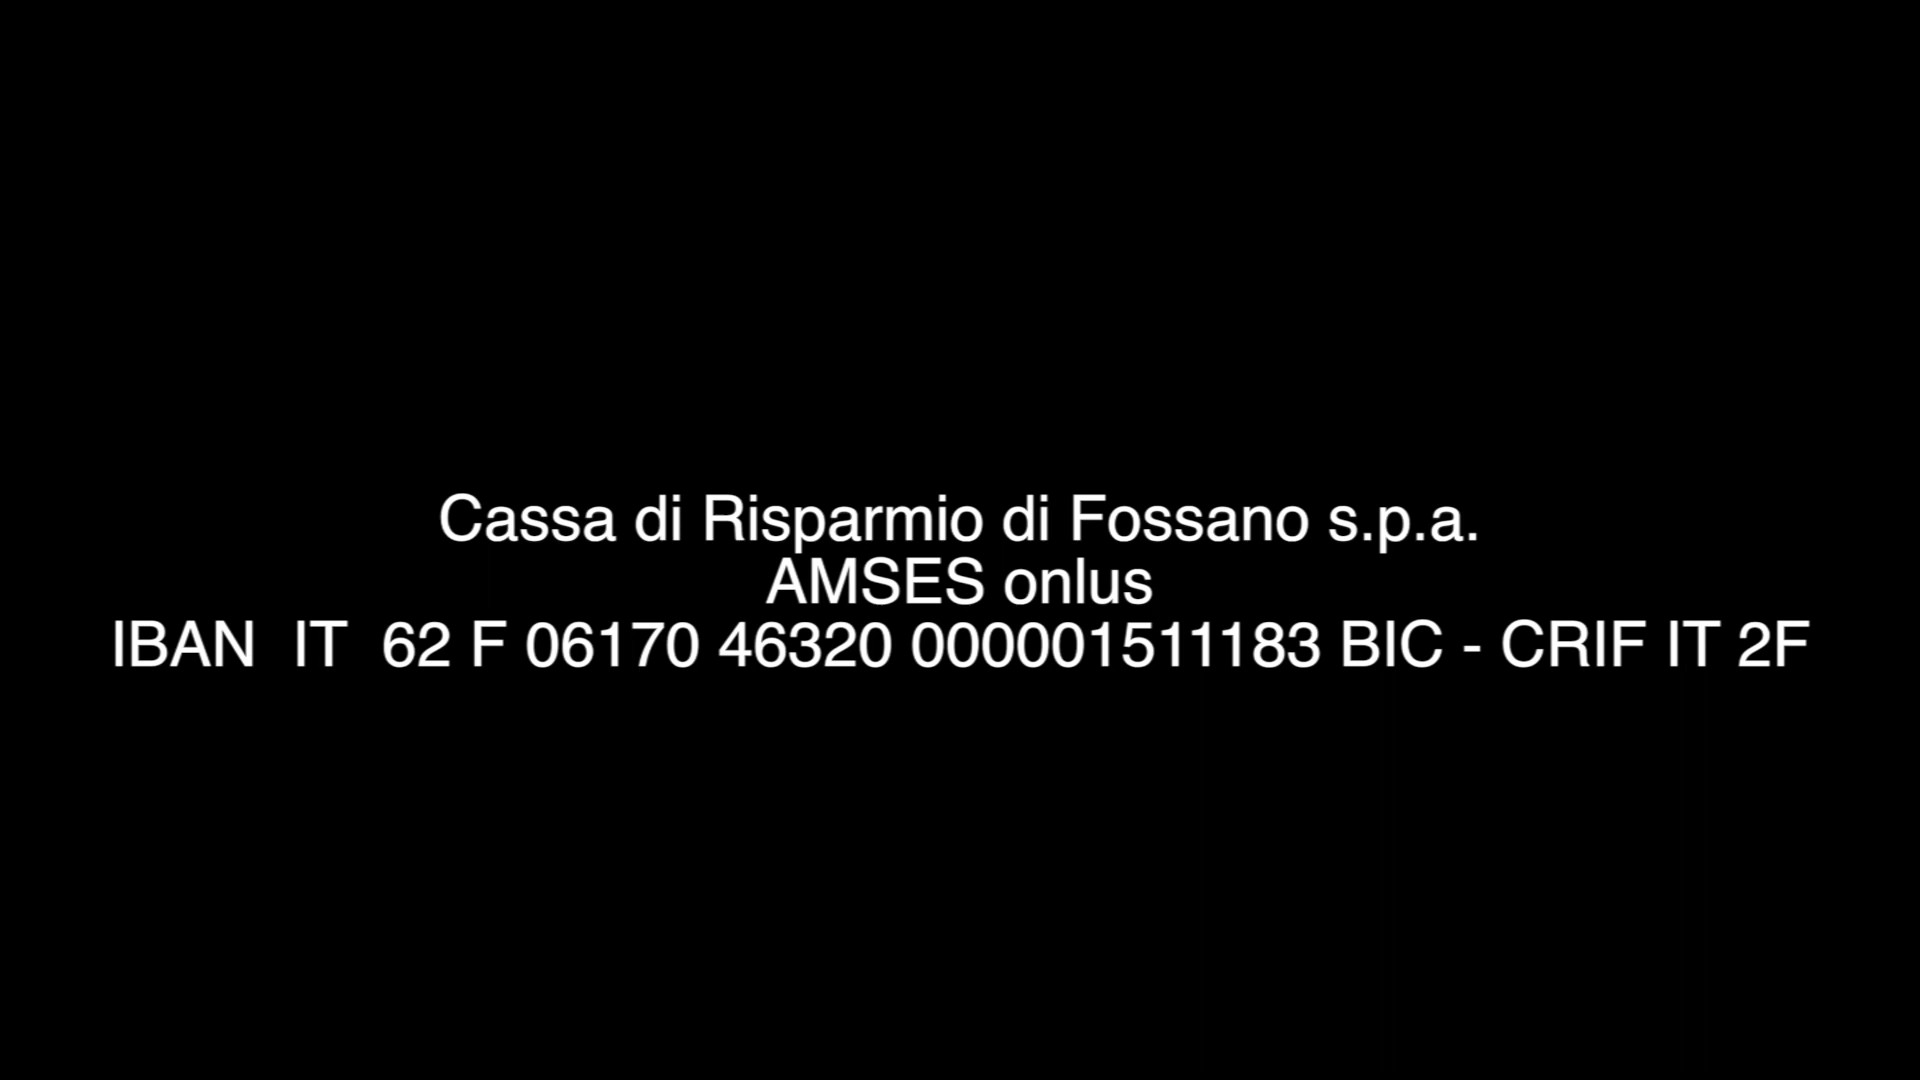 Cassa di Risparmio di Fossano s.p.a.
AMSES onlus
IBAN  IT  62 F 06170 46320 000001511183 BIC - CRIF IT 2F